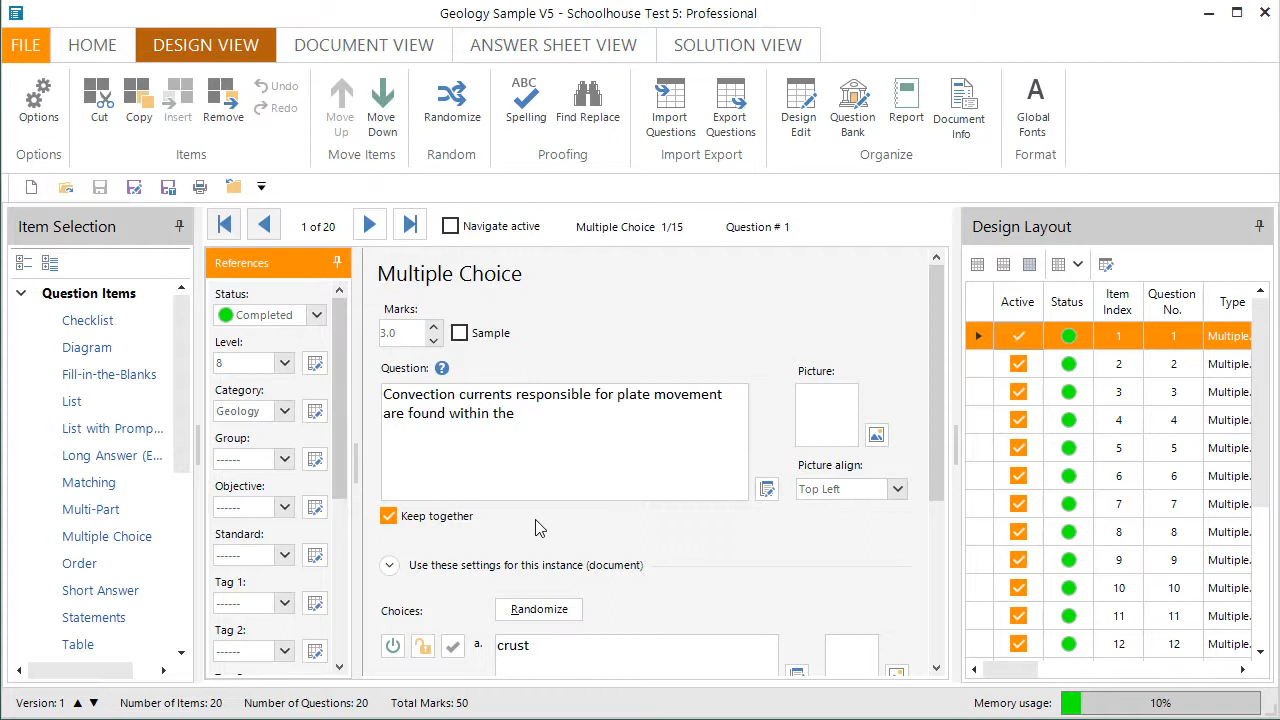 Geology Sample V5 - Schoolhouse Test 5: Professional
FILE HOME DESIGN VIEW DOCUMENT VIEW ANSWER SHEET VIEW SOLUTION VIEW
Options
Cut
Copy
Insert
Remove
Undo
Redo
Move Up
Move Down
Randomize
ABC
Spelling
Find Replace
Import Questions
Export Questions
Design Edit
Question Bank
Report
Document Info
A
Global Fonts
Options
Items
Move Items
Random
Proofing
Import Export
Organize
Format
Item Selection
Question Items
Checklist
Diagram
Fill-in-the-Blanks
List
List with Promp...
Long Answer (E...
Matching
Multi-Part
Multiple Choice
Order
Short Answer
Statements
Table
1 of 20
Navigate active
Multiple Choice 1/15
Question # 1
References
Status:
Completed
Level:
8
Category:
Geology
Group:
------
Objective:
------
Standard:
------
Tag 1:
------
Tag 2:
------
Multiple Choice
Marks:
3.0
Sample
Question:
?
Convection currents responsible for plate movement
are found within the
Picture:
Picture align:
Top Left
Keep together
Use these settings for this instance (document)
Choices:
Randomize
a.
crust
Design Layout
Active Status Item Index Question No. Type
1 1 Multiple.
2 2 Multiple.
3 3 Multiple.
4 4 Multiple.
5 5 Multiple.
6 6 Multiple.
7 7 Multiple.
8 8 Multiple.
9 9 Multiple.
10 10 Multiple.
11 11 Multiple.
12 12 Multiple.
Version: 1
Number of Items: 20
Number of Questions: 20
Total Marks: 50
Memory usage:
10%